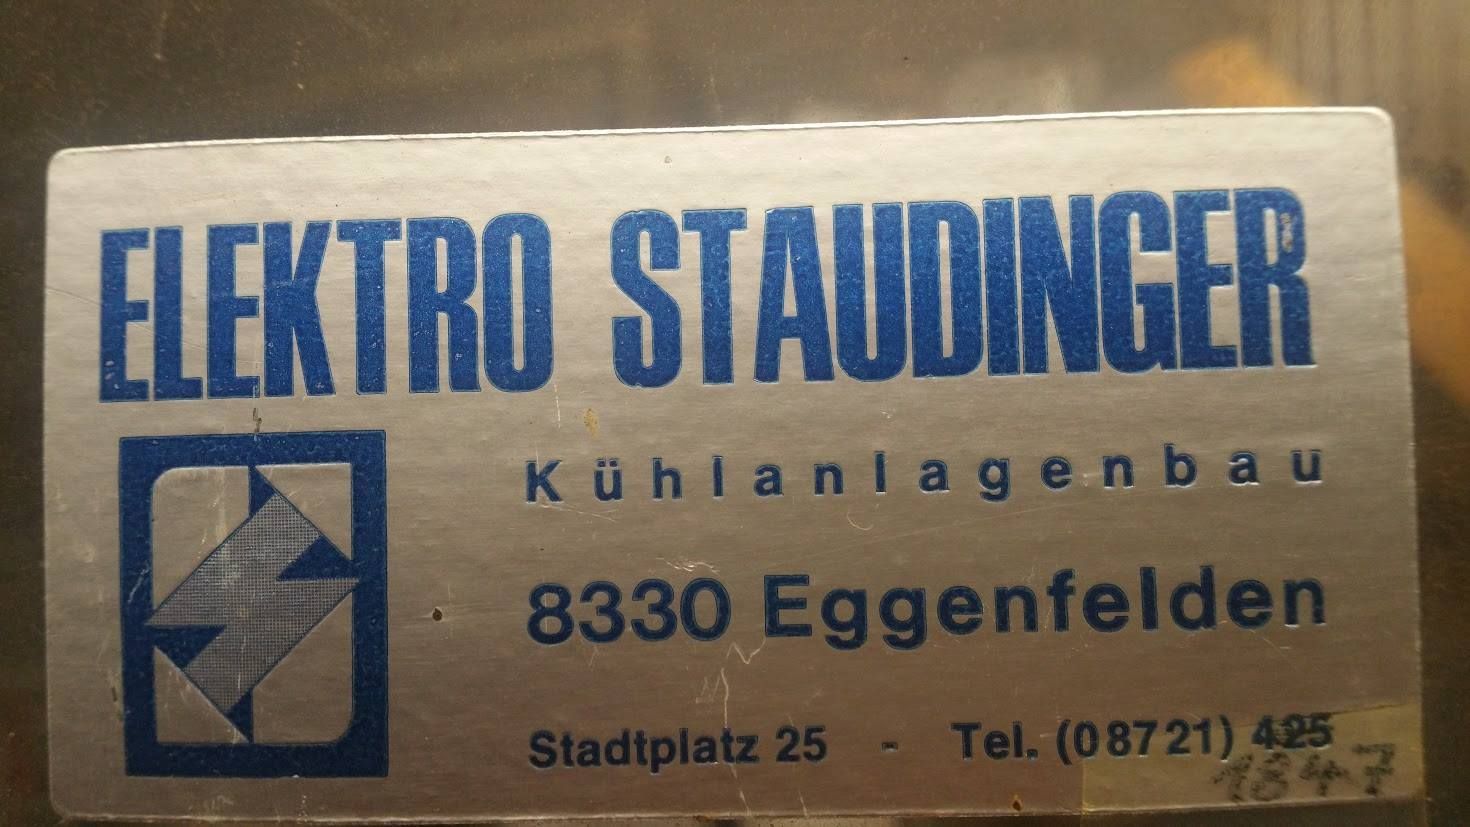 ELEKTRO STAUDINGER
Kühlanlagenbau
8330 Eggenfelden
Stadtplatz 25 - Tel. (08721) 425
1847